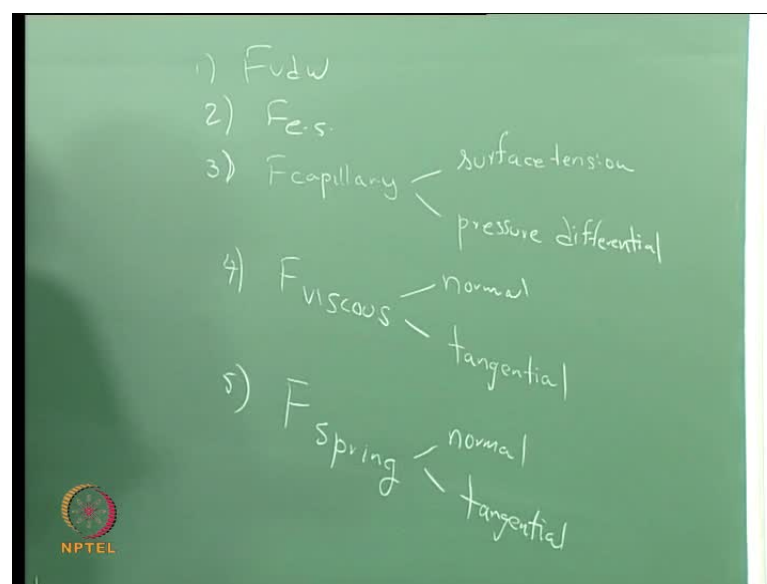 1) Fvdw
2) Fe.s.
3) Fcapillary
surface tension
pressure differential
4) Fviscous
normal
tangential
5) Fspring
normal
tangential
NPTEL